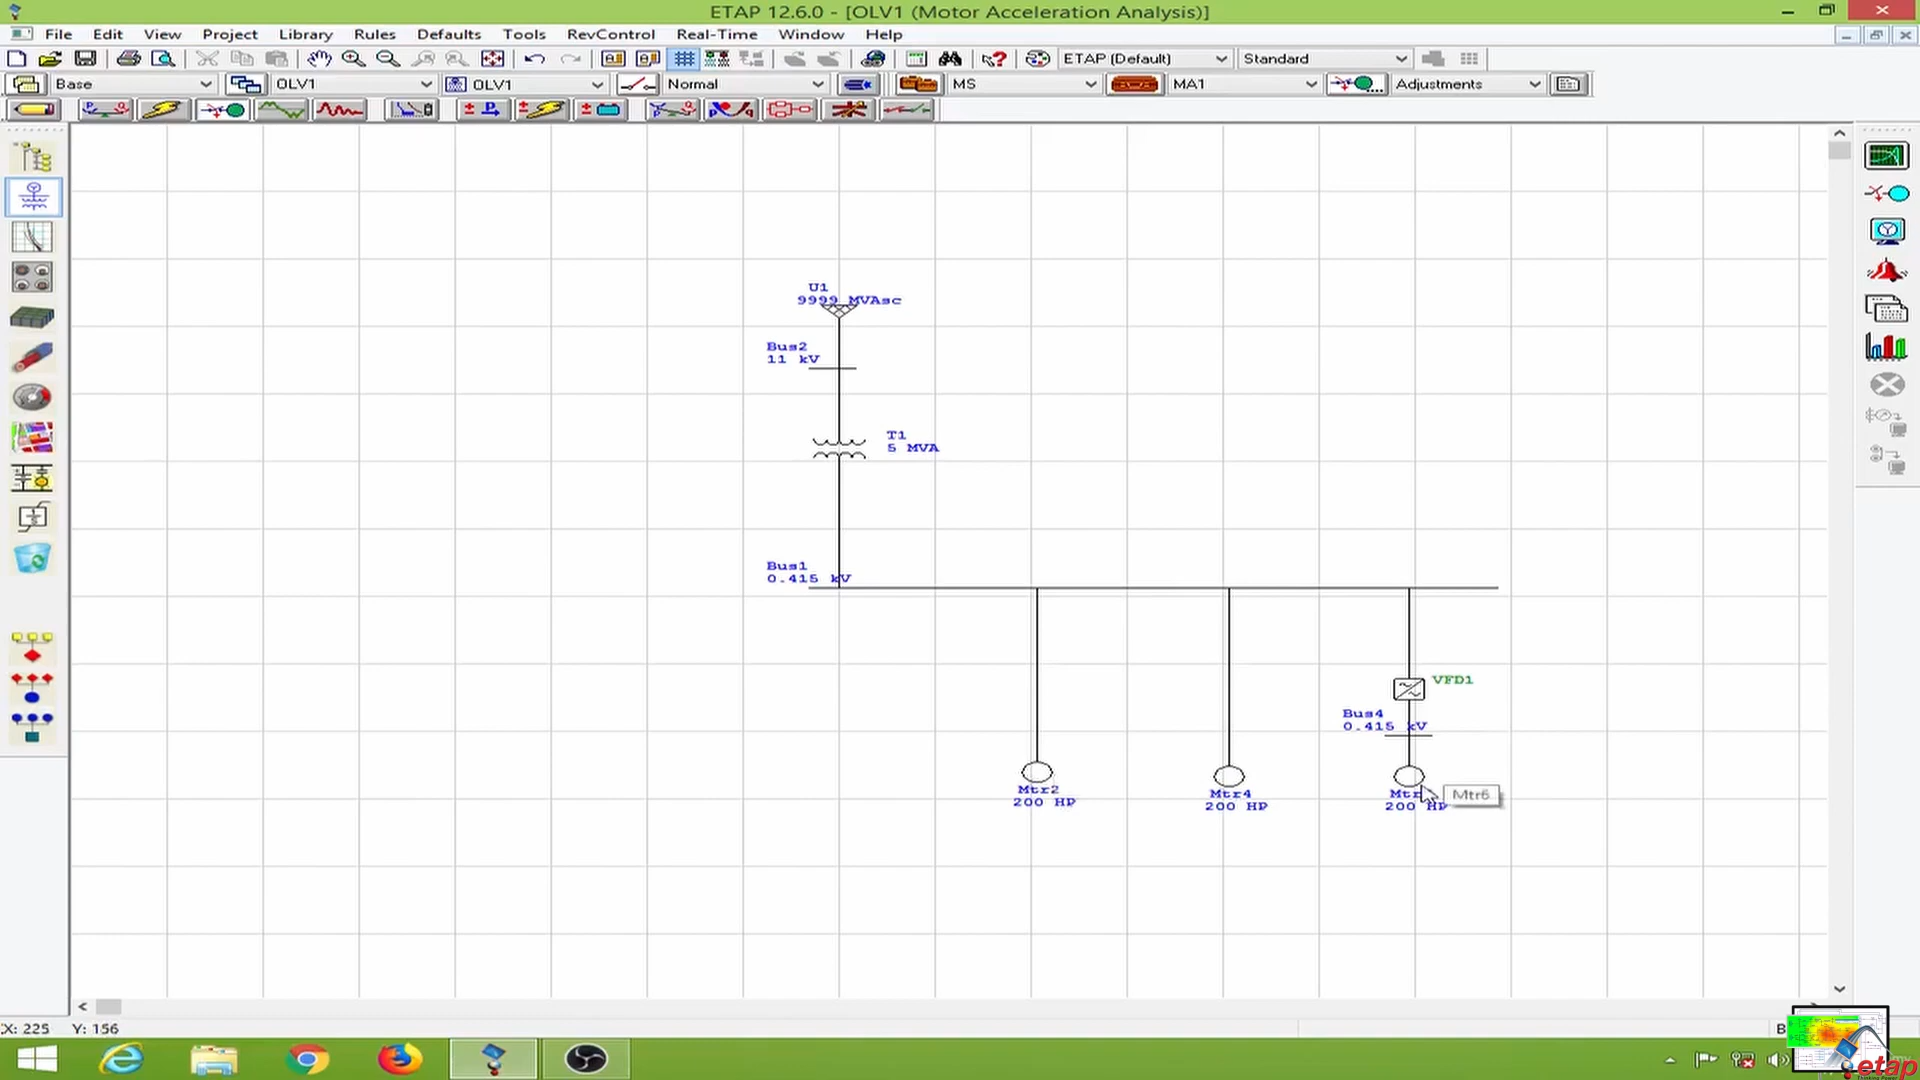 ETAP 12.6.0 - [OLV1 (Motor Acceleration Analysis)]
File Edit View Project Library Rules Defaults Tools RevControl Real-Time Window Help
ETAP (Default) Standard
Base OLV1 OLV1 Normal MS MA1 Adjustments
U1
9999 MVAsc
Bus2
11 kV
T1
5 MVA
Bus1
0.415 kV
VFD1
Bus4
0.415 kV
Mtr2
200 HP
Mtr4
200 HP
Mtr
200 HP
Mtr6
X: 225 Y: 156
etap